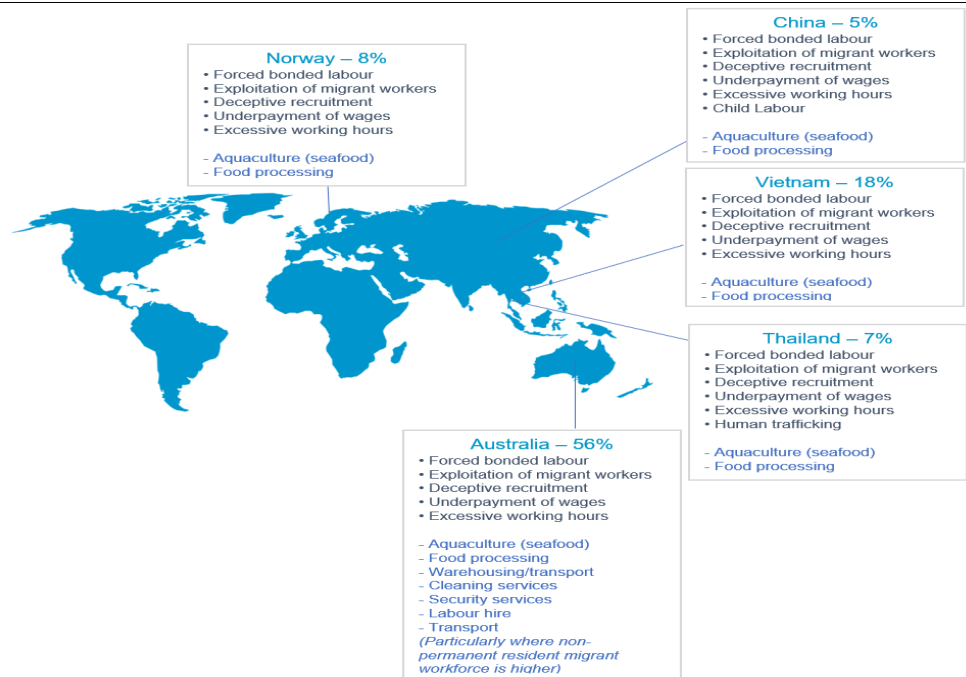 Norway – 8%
• Forced bonded labour
• Exploitation of migrant workers
• Deceptive recruitment
• Underpayment of wages
• Excessive working hours
- Aquaculture (seafood)
- Food processing
China – 5%
• Forced bonded labour
• Exploitation of migrant workers
• Deceptive recruitment
• Underpayment of wages
• Excessive working hours
• Child Labour
- Aquaculture (seafood)
- Food processing
Vietnam – 18%
• Forced bonded labour
• Exploitation of migrant workers
• Deceptive recruitment
• Underpayment of wages
• Excessive working hours
- Aquaculture (seafood)
- Food processing
Thailand – 7%
• Forced bonded labour
• Exploitation of migrant workers
• Deceptive recruitment
• Underpayment of wages
• Excessive working hours
• Human trafficking
- Aquaculture (seafood)
- Food processing
Australia – 56%
• Forced bonded labour
• Exploitation of migrant workers
• Deceptive recruitment
• Underpayment of wages
• Excessive working hours
- Aquaculture (seafood)
- Food processing
- Warehousing/transport
- Cleaning services
- Security services
- Labour hire
- Transport
(Particularly where non-
permanent resident migrant
workforce is higher)